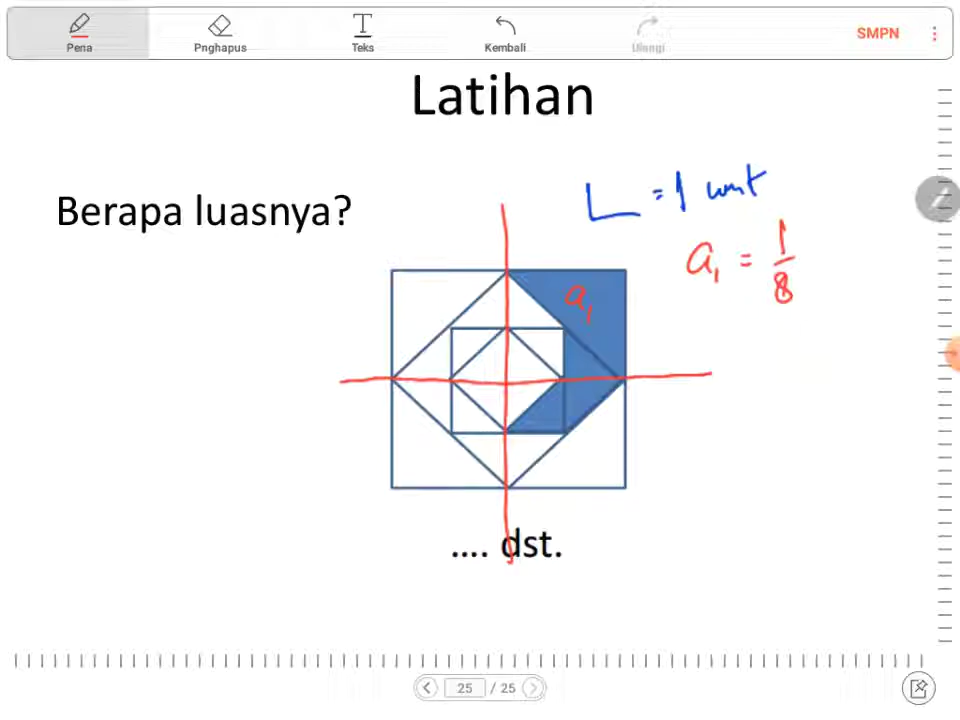 Pena Pnghapus Teks Kembali Ulangi SMPN
Latihan
Berapa luasnya?
L = 1 unit
a₁ = 1/8
a₁
.... dst.
25 / 25